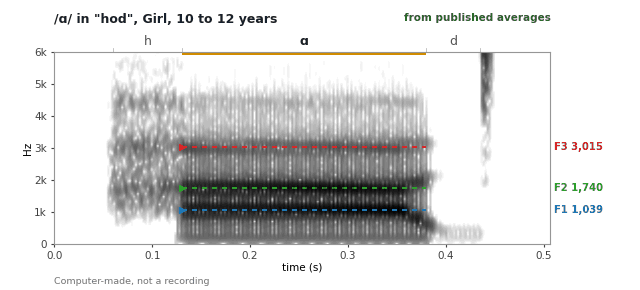 /ɑ/ in "hod", Girl, 10 to 12 years
from published averages
h ɑ d
6k
5k
4k
3k
2k
1k
0
Hz
F3 3,015
F2 1,740
F1 1,039
0.0 0.1 0.2 0.3 0.4 0.5
time (s)
Computer-made, not a recording